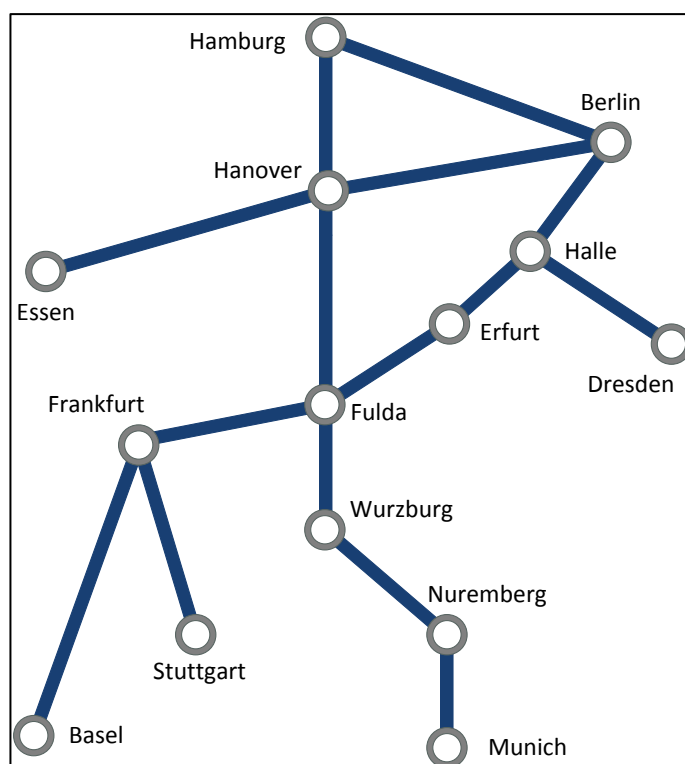 Hamburg
Berlin
Hanover
Halle
Essen
Erfurt
Dresden
Frankfurt
Fulda
Wurzburg
Nuremberg
Stuttgart
Basel
Munich